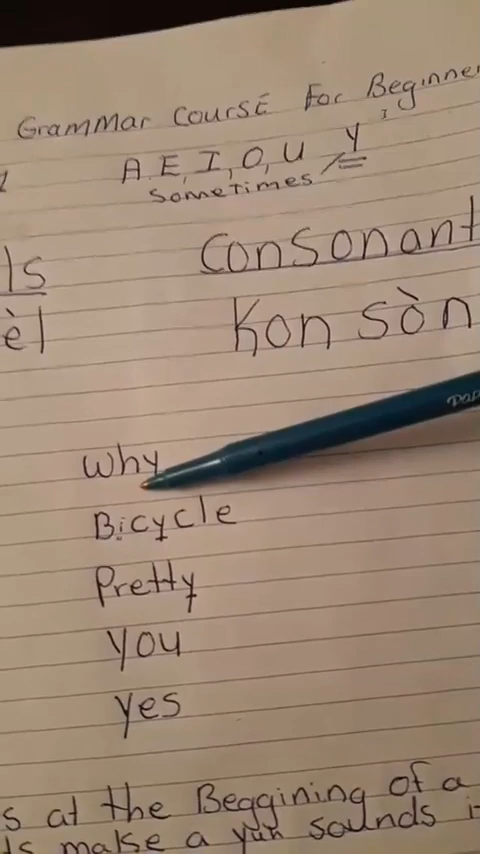 Grammar Course For Beginne
A, E, I, O, U Y
Sometimes
ls Consonant
èl Kon sòn
Why
Bicycle
Pretty
you
yes
s at the Beggining of a
ls make a yuh sounds i